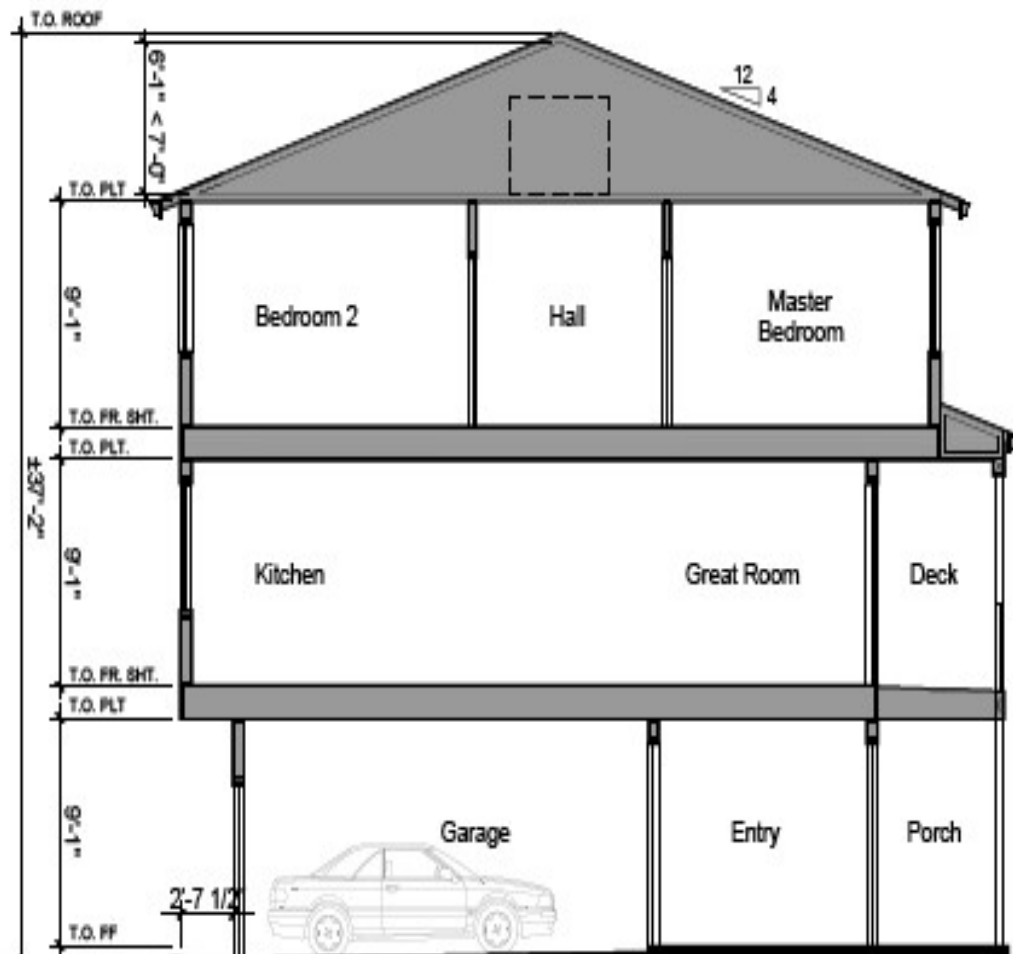 T.O. ROOF
6'-1" < 7'-0"
12
4
T.O. PLT
9'-1"
Bedroom 2
Hall
Master
Bedroom
T.O. FR. SHT.
T.O. PLT.
±37'-2"
9'-1"
Kitchen
Great Room
Deck
T.O. FR. SHT.
T.O. PLT
9'-1"
Garage
Entry
Porch
2'-7 1/2"
T.O. FF